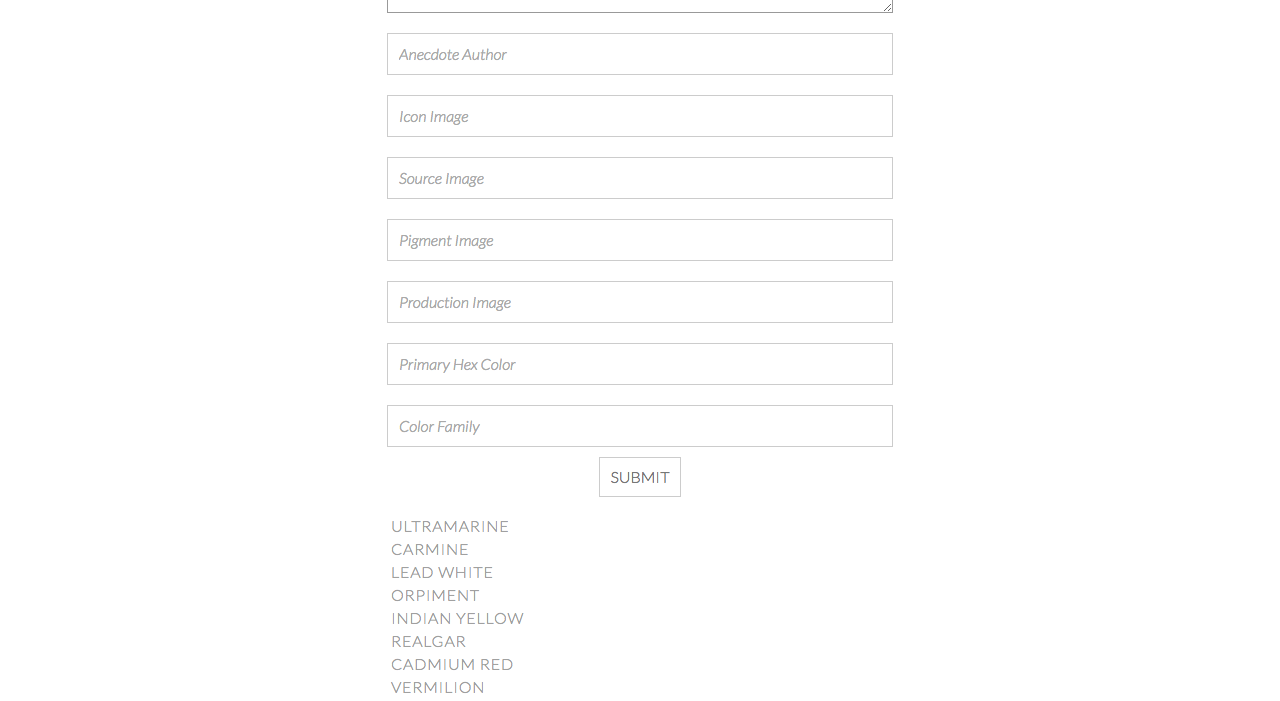 Anecdote Author
Icon Image
Source Image
Pigment Image
Production Image
Primary Hex Color
Color Family
SUBMIT
ULTRAMARINE
CARMINE
LEAD WHITE
ORPIMENT
INDIAN YELLOW
REALGAR
CADMIUM RED
VERMILION